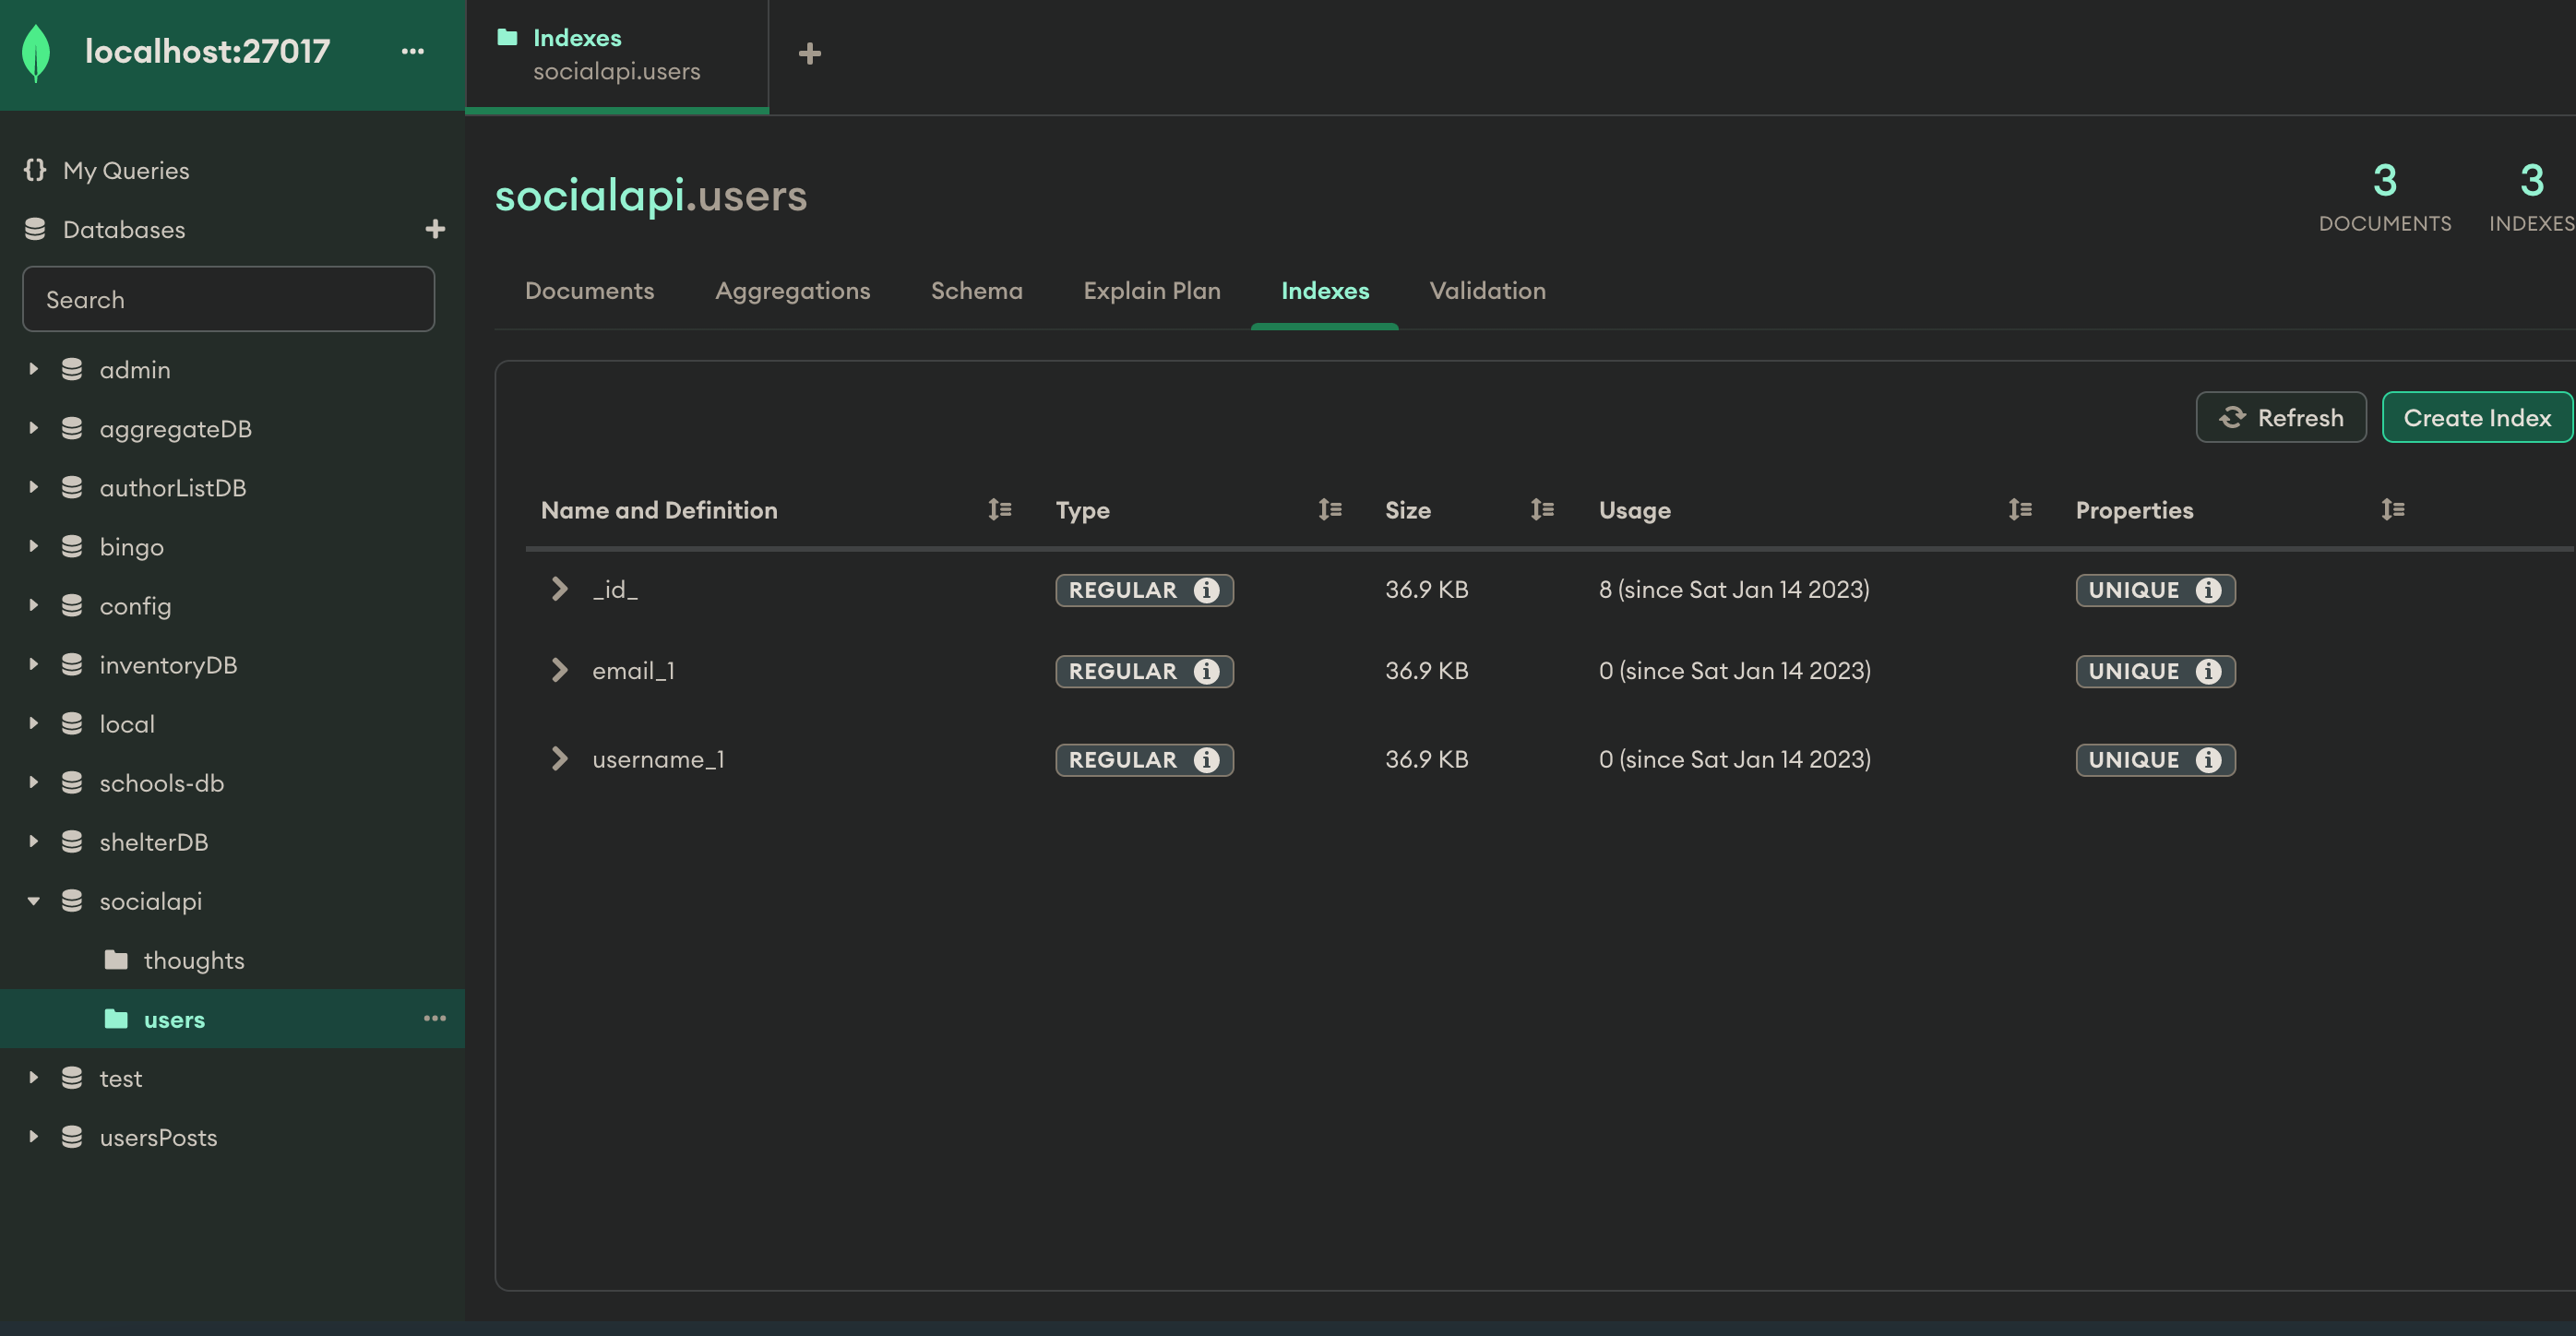 localhost:27017
My Queries
Databases
Search
admin
aggregateDB
authorListDB
bingo
config
inventoryDB
local
schools-db
shelterDB
socialapi
thoughts
users
test
usersPosts
Indexes
socialapi.users
socialapi.users
3 DOCUMENTS
3 INDEXES
Documents Aggregations Schema Explain Plan Indexes Validation
Refresh Create Index
Name and Definition Type Size Usage Properties
_id_ REGULAR 36.9 KB 8 (since Sat Jan 14 2023) UNIQUE
email_1 REGULAR 36.9 KB 0 (since Sat Jan 14 2023) UNIQUE
username_1 REGULAR 36.9 KB 0 (since Sat Jan 14 2023) UNIQUE